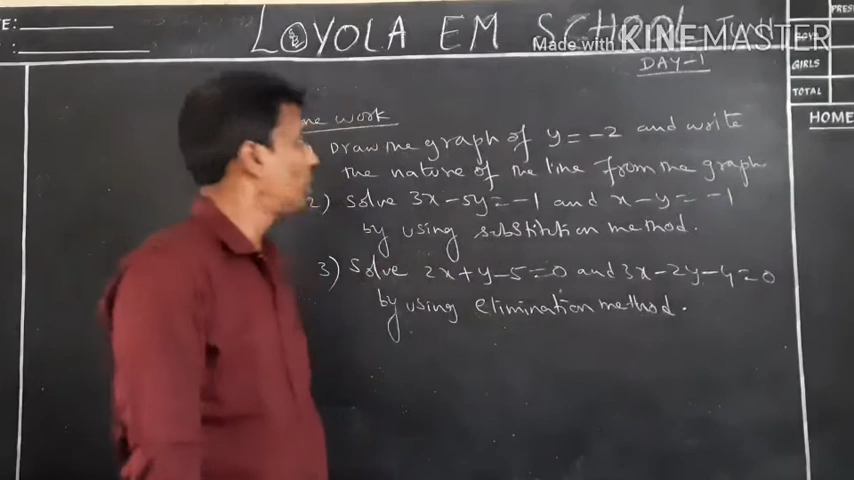 E:
LOYOLA EM SCHOOL
Made with KINEMASTER
DAY-1
PRES
BOYS
GIRLS
TOTAL
HOME
me work
Draw the graph of y = -2 and write
the nature of the line from the graph
2) Solve 3x-5y=-1 and x-y=-1
by using substitution method.
3) Solve 2x+y-5=0 and 3x-2y-4=0
by using elimination method.